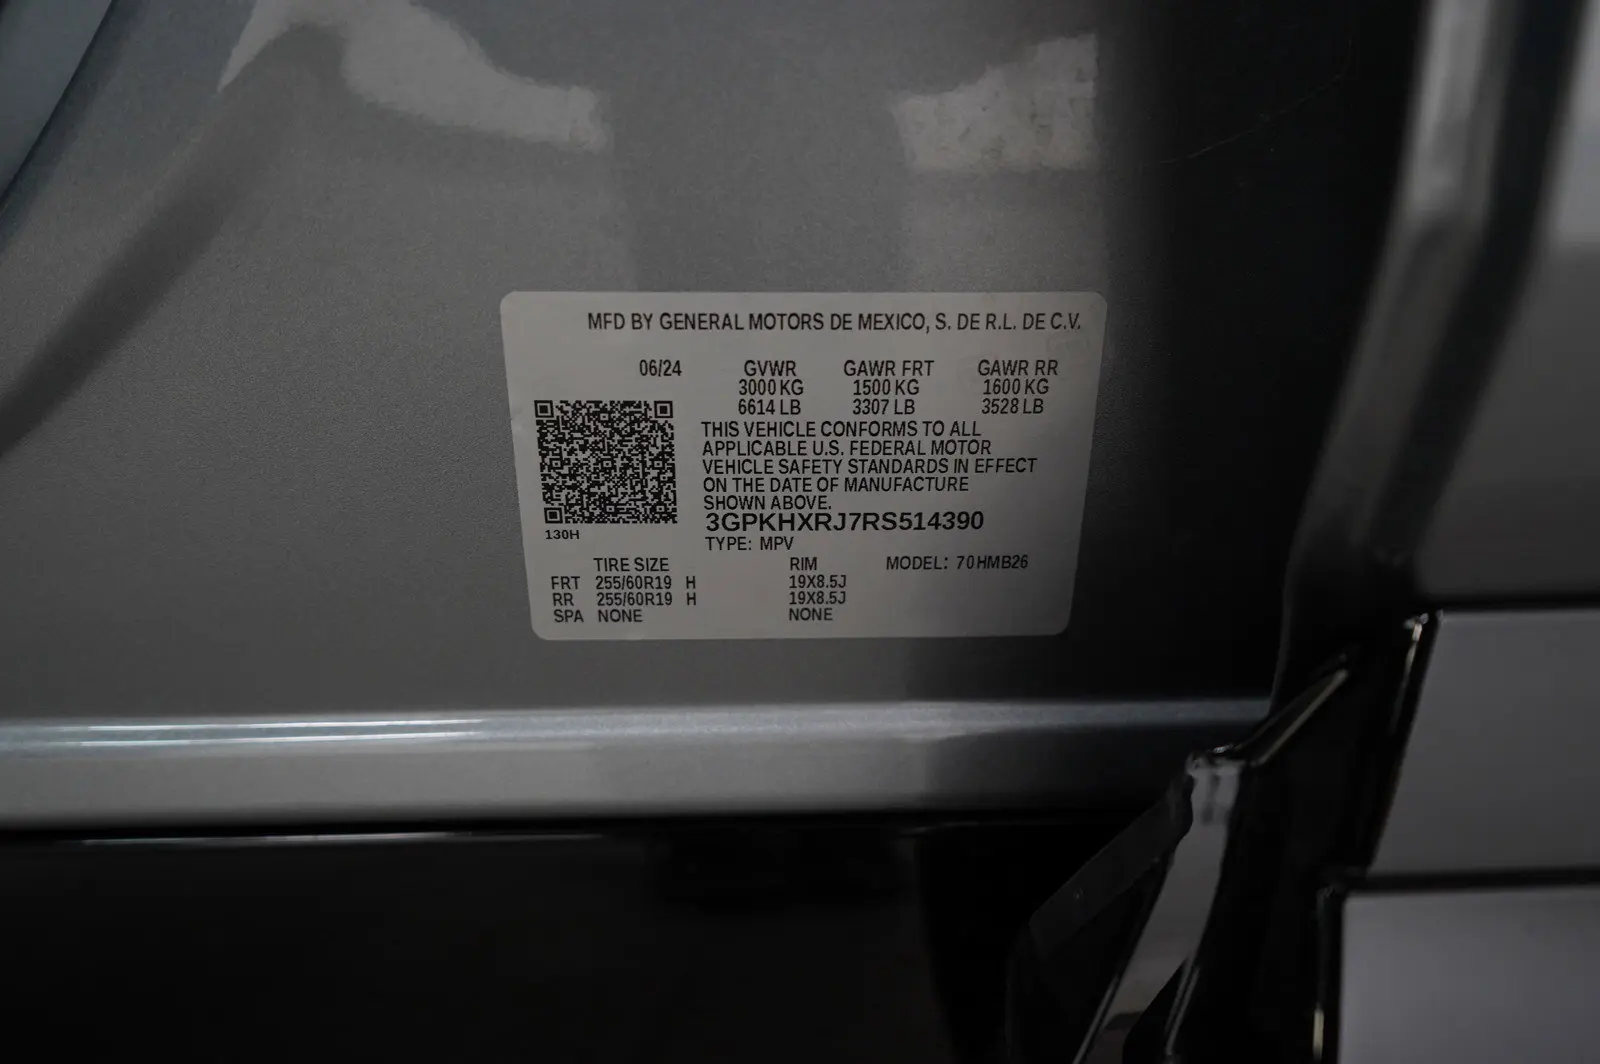 MFD BY GENERAL MOTORS DE MEXICO, S. DE R.L. DE C.V.
06/24 GVWR GAWR FRT GAWR RR
3000 KG 1500 KG 1600 KG
6614 LB 3307 LB 3528 LB
THIS VEHICLE CONFORMS TO ALL
APPLICABLE U.S. FEDERAL MOTOR
VEHICLE SAFETY STANDARDS IN EFFECT
ON THE DATE OF MANUFACTURE
SHOWN ABOVE.
3GPKHXRJ7RS514390
130H
TYPE: MPV
TIRE SIZE RIM MODEL: 70HMB26
FRT 255/60R19 H 19X8.5J
RR 255/60R19 H 19X8.5J
SPA NONE NONE